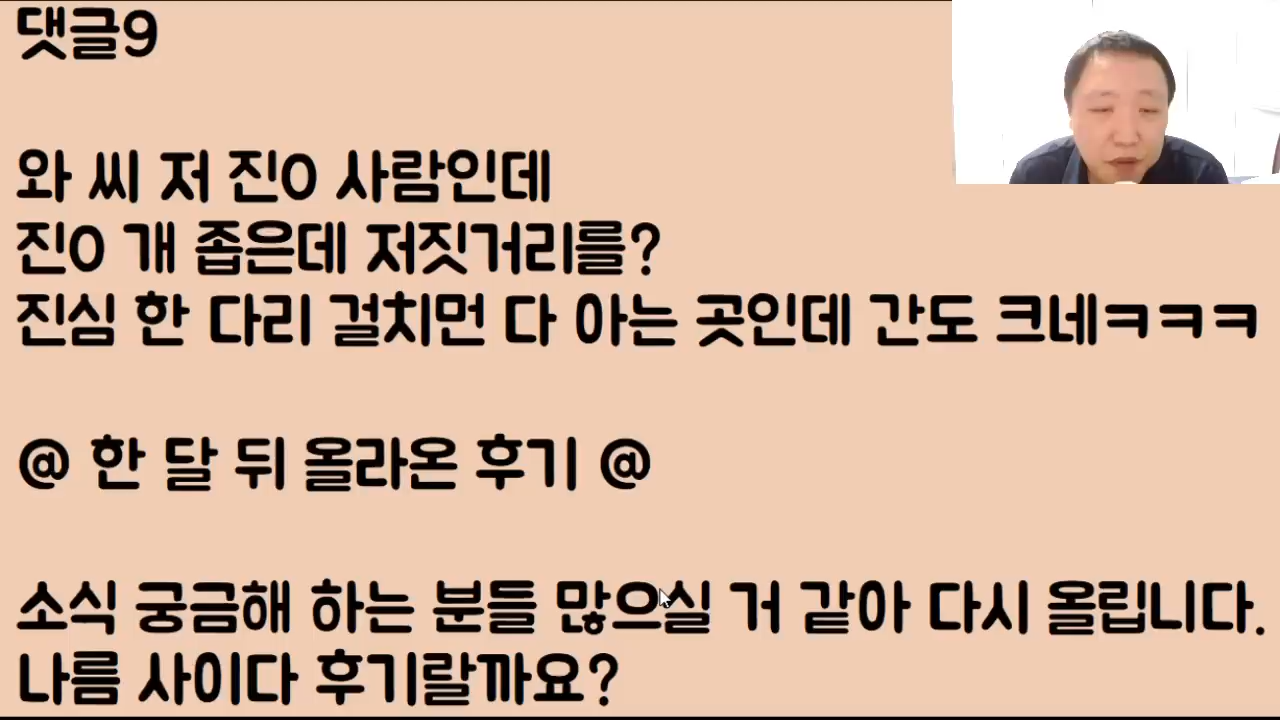 댓글9
와 씨 저 진0 사람인데
진0 개 좁은데 저짓거리를?
진심 한 다리 걸치먼 다 아는 곳인데 간도 크네ㅋㅋㅋ
@ 한 달 뒤 올라온 후기 @
소식 궁금해 하는 분들 많으실 거 같아 다시 올립니다.
나름 사이다 후기랄까요?